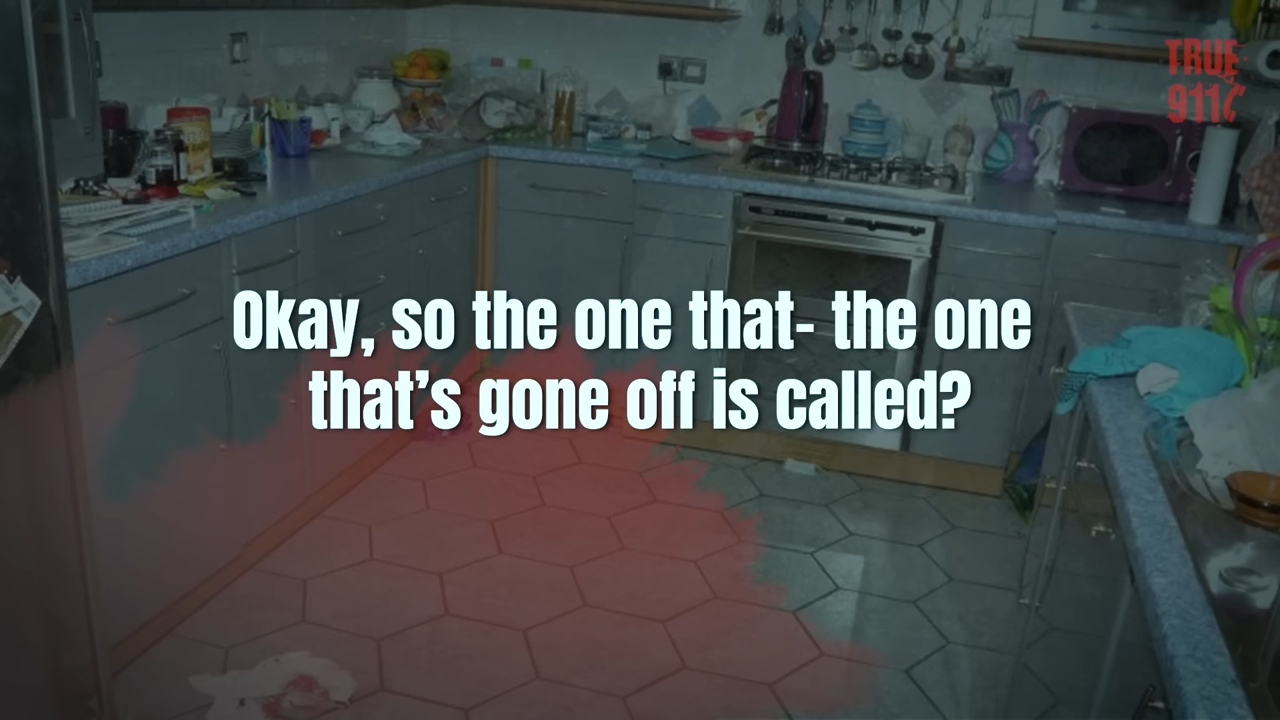 TRUE
911
Okay, so the one that- the one
that’s gone off is called?